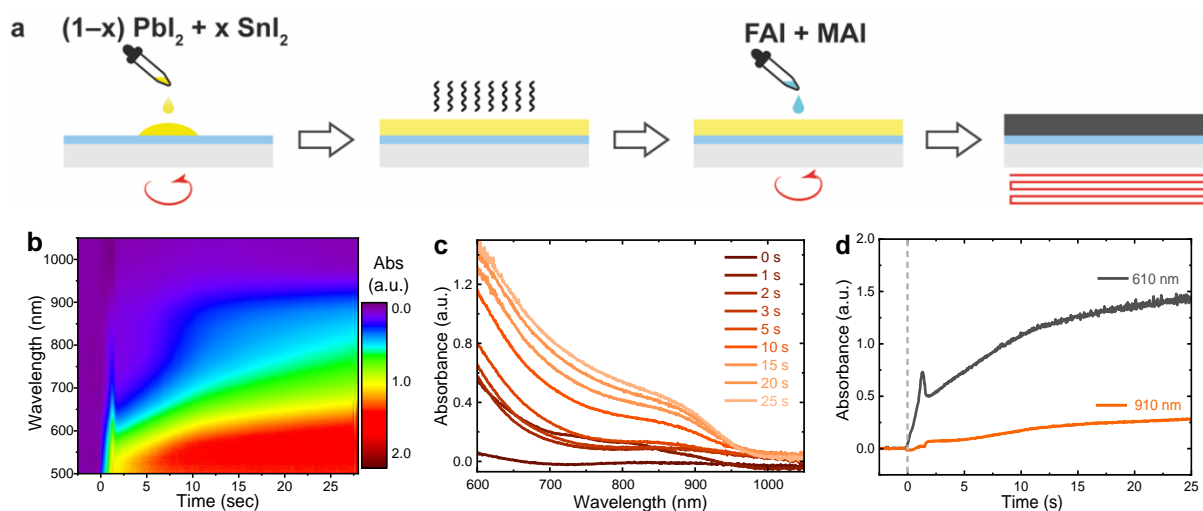 a (1–x) PbI₂ + x SnI₂
FAI + MAI
b
Wavelength (nm)
1000
900
800
700
600
500
0 5 10 15 20 25
Time (sec)
Abs
(a.u.)
0.0
1.0
2.0
c
Absorbance (a.u.)
1.2
0.8
0.4
0.0
600 700 800 900 1000
Wavelength (nm)
0 s
1 s
2 s
3 s
5 s
10 s
15 s
20 s
25 s
d
Absorbance (a.u.)
2.0
1.5
1.0
0.5
0.0
0 5 10 15 20 25
Time (s)
610 nm
910 nm